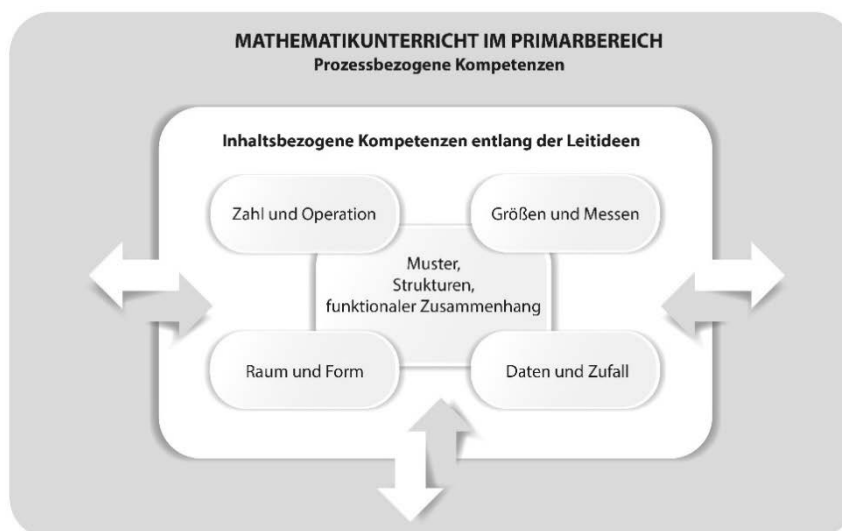 MATHEMATIKUNTERRICHT IM PRIMARBEREICH
Prozessbezogene Kompetenzen
Inhaltsbezogene Kompetenzen entlang der Leitideen
Zahl und Operation
Größen und Messen
Muster,
Strukturen,
funktionaler Zusammenhang
Raum und Form
Daten und Zufall